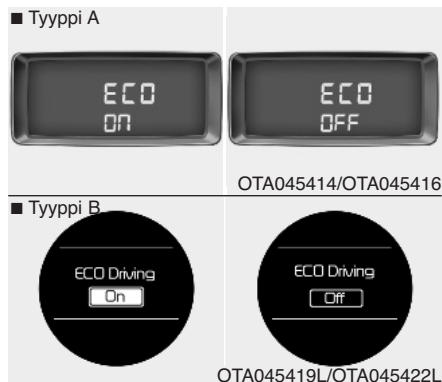 ■ Tyyppi A
ECO ECO
ON OFF
OTA045414/OTA045416
■ Tyyppi B
ECO Driving ECO Driving
On Off
OTA045419L/OTA045422L